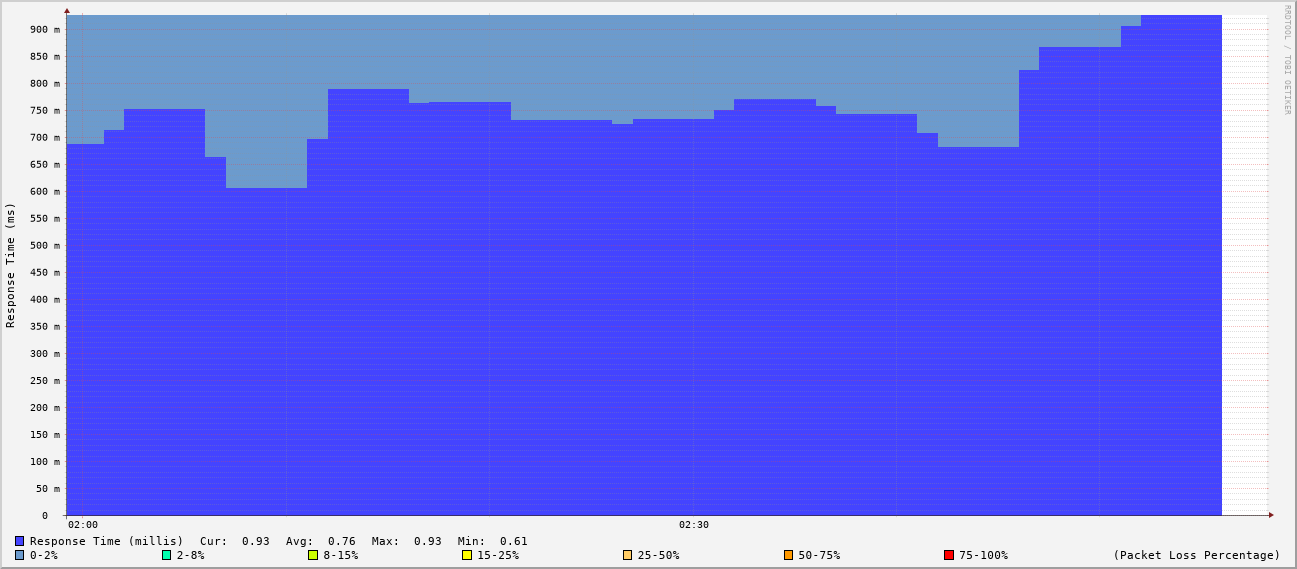 RRDTOOL / TOBI OETIKER
Response Time (ms)
900 m
850 m
800 m
750 m
700 m
650 m
600 m
550 m
500 m
450 m
400 m
350 m
300 m
250 m
200 m
150 m
100 m
50 m
0
02:00 02:30
Response Time (millis) Cur: 0.93 Avg: 0.76 Max: 0.93 Min: 0.61
0-2% 2-8% 8-15% 15-25% 25-50% 50-75% 75-100% (Packet Loss Percentage)